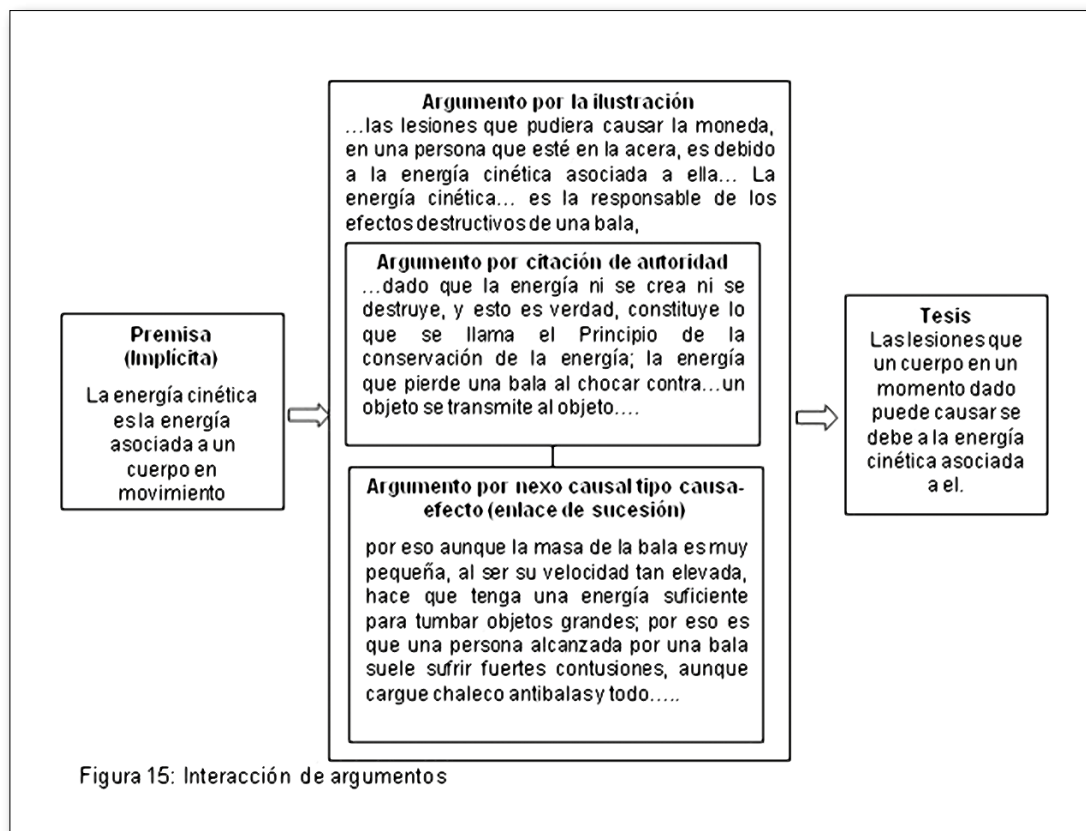 Argumento por la ilustración
…las lesiones que pudiera causar la moneda,
en una persona que esté en la acera, es debido
a la energía cinética asociada a ella… La
energía cinética… es la responsable de los
efectos destructivos de una bala,
Argumento por citación de autoridad
…dado que la energía ni se crea ni se
destruye, y esto es verdad, constituye lo
que se llama el Principio de la
conservación de la energía; la energía
que pierde una bala al chocar contra…un
objeto se transmite al objeto….
Premisa
(Implícita)
La energía cinética
es la energía
asociada a un
cuerpo en
movimiento
Tesis
Las lesiones que
un cuerpo en un
momento dado
puede causar se
debe a la energía
cinética asociada
a el.
Argumento por nexo causal tipo causa-
efecto (enlace de sucesión)
por eso aunque la masa de la bala es muy
pequeña, al ser su velocidad tan elevada,
hace que tenga una energía suficiente
para tumbar objetos grandes; por eso es
que una persona alcanzada por una bala
suele sufrir fuertes contusiones, aunque
cargue chaleco antibalas y todo…..
Figura 15: Interacción de argumentos